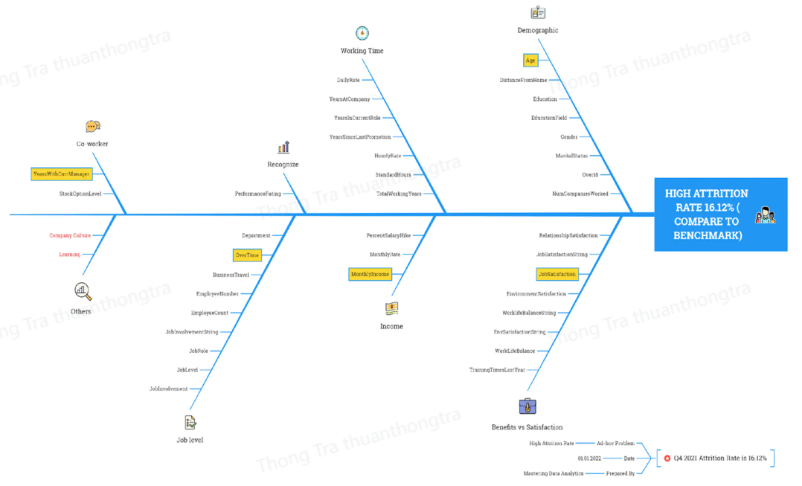 Thong Tra thuanthongtra
Demographic
Age
DistanceFromHome
Education
EducationField
Gender
MaritalStatus
Over18
NumCompaniesWorked
Working Time
DailyRate
YearsAtCompany
YearsInCurrentRole
YearsSinceLastPromotion
HourlyRate
StandardHours
TotalWorkingYears
Recognize
PerformanceRating
Co-worker
YearsWithCurrManager
StockOptionLevel
HIGH ATTRITION
RATE 16.12% (
COMPARE TO
BENCHMARK)
Company Culture
Learning
Others
Department
OverTime
BusinessTravel
EmployeeNumber
EmployeeCount
JobInvolvementString
JobRole
JobLevel
JobInvolvement
Job level
PercentSalaryHike
MonthlyRate
MonthlyIncome
Income
RelationshipSatisfaction
JobSatisfactionString
JobSatisfaction
EnvironmentSatisfaction
WorkLifeBalanceString
EnvSatisfactionString
WorkLifeBalance
TrainingTimesLastYear
Benefits vs Satisfaction
High Attrition Rate
Ad-hoc Problem
01.01.2022
Date
Mastering Data Analytics
Prepared By
Q4.2021 Attrition Rate is 16.12%
Thong Tra thuanthongtra